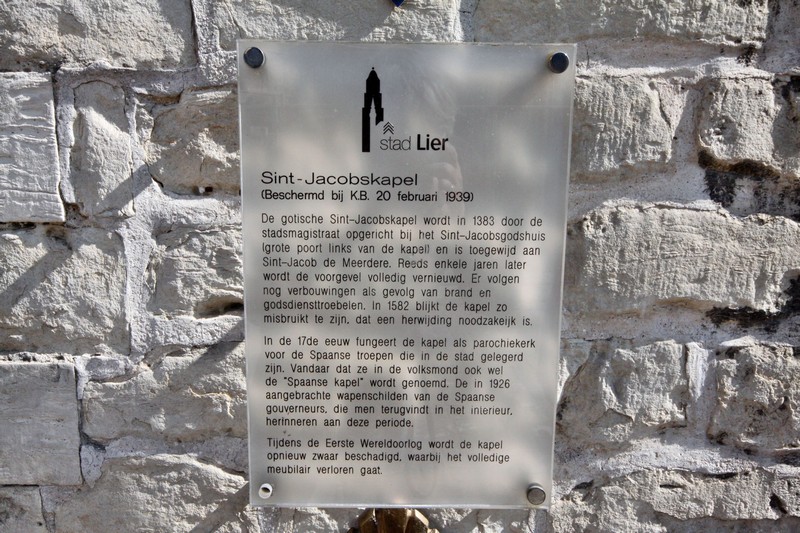 stad Lier
Sint-Jacobskapel
(Beschermd bij K.B. 20 februari 1939)
De gotische Sint-Jacobskapel wordt in 1383 door de
stadsmagistraat opgericht bij het Sint-Jacobsgodshuis
(grote poort links van de kapel) en is toegewijd aan
Sint-Jacob de Meerdere. Reeds enkele jaren later
wordt de voorgevel volledig vernieuwd. Er volgen
nog verbouwingen als gevolg van brand en
godsdiensttroebelen. In 1582 blijkt de kapel zo
misbruikt te zijn, dat een herwijding noodzakelijk is.
In de 17de eeuw fungeert de kapel als parochiekerk
voor de Spaanse troepen die in de stad gelegerd
zijn. Vandaar dat ze in de volksmond ook wel
de "Spaanse kapel" wordt genoemd. De in 1926
aangebrachte wapenschilden van de Spaanse
gouverneurs, die men terugvindt in het interieur,
herinneren aan deze periode.
Tijdens de Eerste Wereldoorlog wordt de kapel
opnieuw zwaar beschadigd, waarbij het volledige
meubilair verloren gaat.